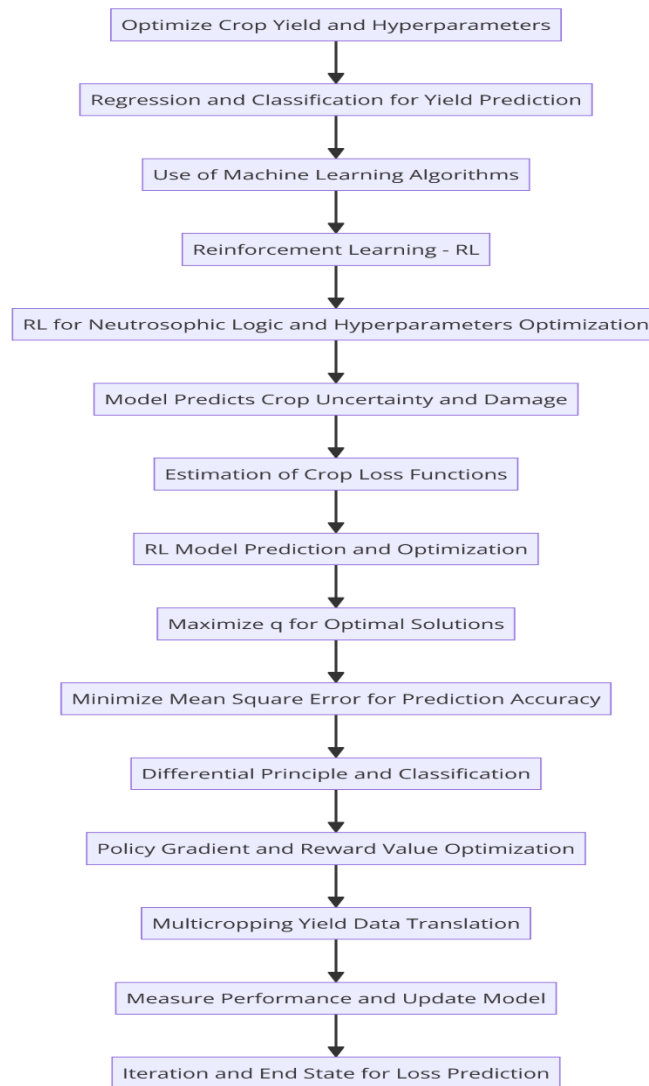 Optimize Crop Yield and Hyperparameters
Regression and Classification for Yield Prediction
Use of Machine Learning Algorithms
Reinforcement Learning - RL
RL for Neutrosophic Logic and Hyperparameters Optimization
Model Predicts Crop Uncertainty and Damage
Estimation of Crop Loss Functions
RL Model Prediction and Optimization
Maximize q for Optimal Solutions
Minimize Mean Square Error for Prediction Accuracy
Differential Principle and Classification
Policy Gradient and Reward Value Optimization
Multicropping Yield Data Translation
Measure Performance and Update Model
Iteration and End State for Loss Prediction